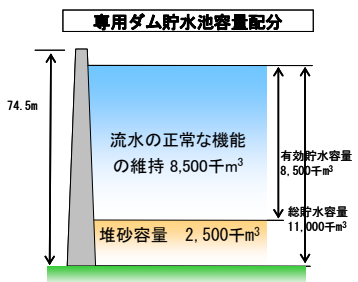 専用ダム貯水池容量配分
74.5m
流水の正常な機能
の維持 8,500千m³
有効貯水容量
8,500千m³
総貯水容量
11,000千m³
堆砂容量 2,500千m³